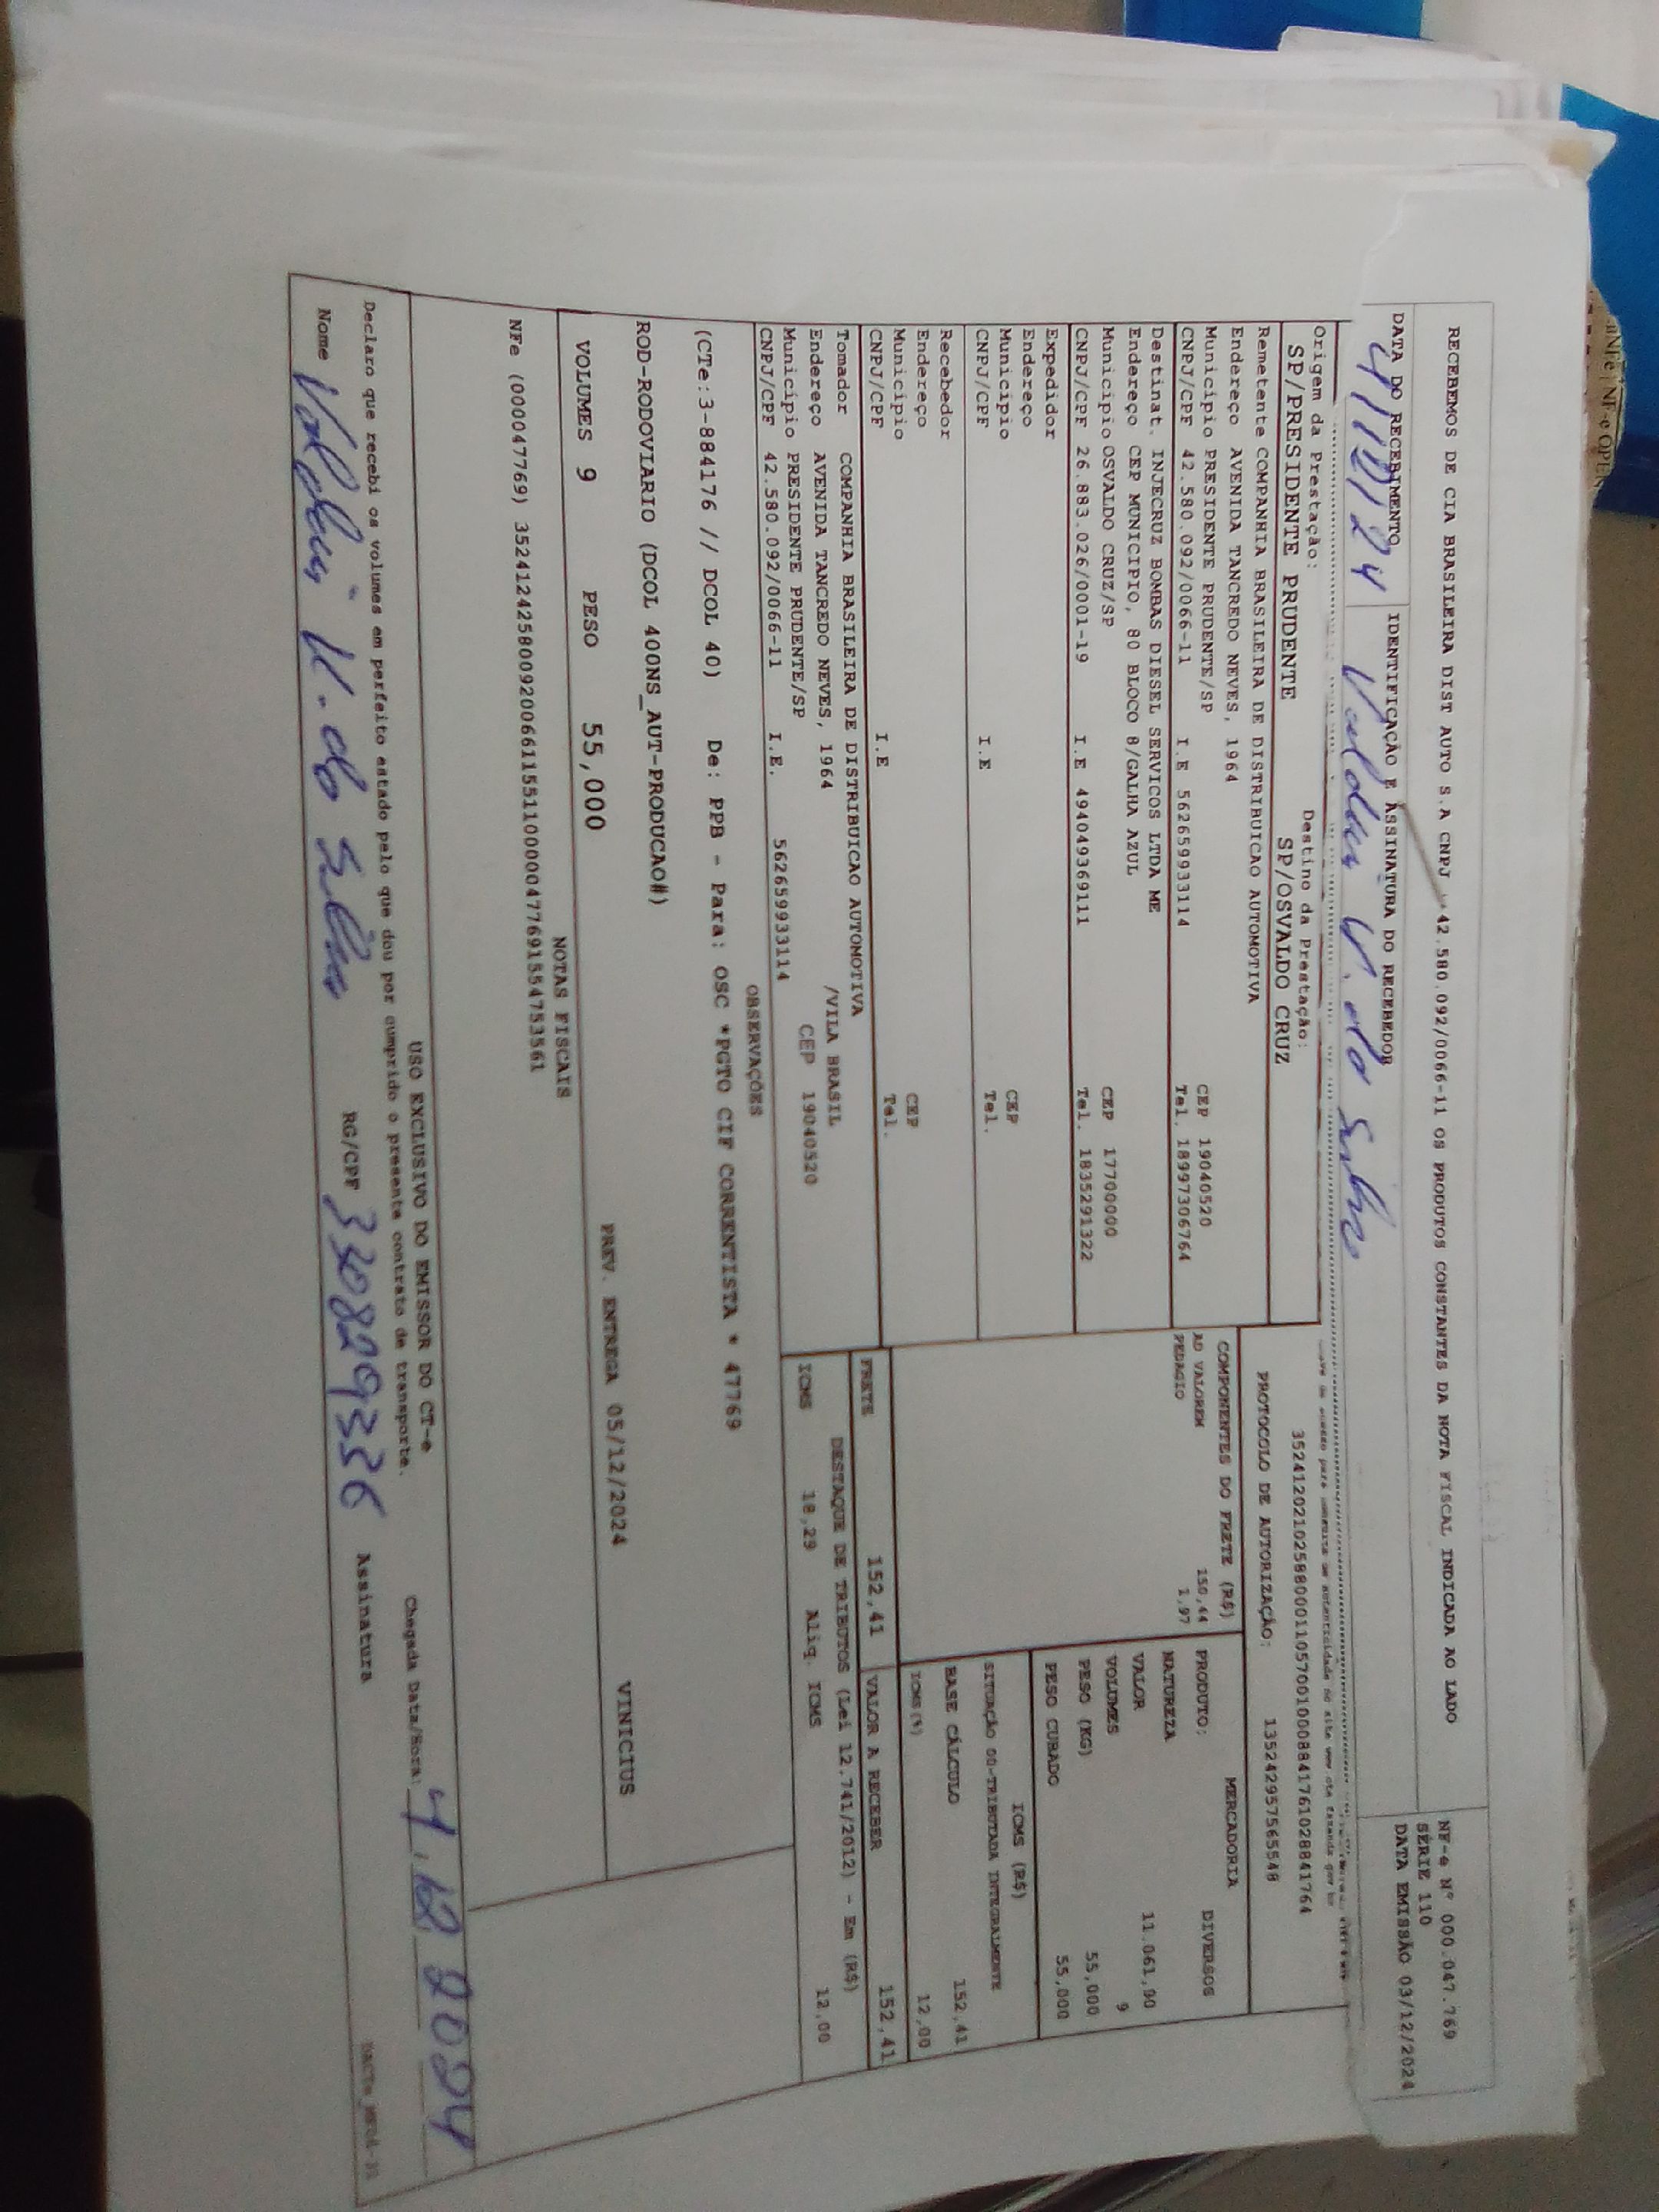 RECEBEMOS DE CIA BRASILEIRA DIST AUTO S.A CNPJ 42.580.092/0066-11 OS PRODUTOS CONSTANTES DA NOTA FISCAL INDICADA AO LADO
NF-e Nº 000.047.769
SÉRIE 110
DATA EMISSÃO 03/12/2024
DATA DO RECEBIMENTO
IDENTIFICAÇÃO E ASSINATURA DO RECEBEDOR
4/12/24
Origem da Prestação:
SP/PRESIDENTE PRUDENTE
Destino da Prestação:
SP/OSVALDO CRUZ
35241202102588000110570010008841761028841764
PROTOCOLO DE AUTORIZAÇÃO: 135242957565548
Remetente COMPANHIA BRASILEIRA DE DISTRIBUICAO AUTOMOTIVA
Endereço AVENIDA TANCREDO NEVES, 1964
Município PRESIDENTE PRUDENTE/SP CEP 19040520
CNPJ/CPF 42.580.092/0066-11 I.E 562659933114 Tel. 18997306764
Destinat. INJECRUZ BOMBAS DIESEL SERVICOS LTDA ME
Endereço CEP MUNICIPIO, 80 BLOCO 8/GALHA AZUL
Município OSVALDO CRUZ/SP CEP 17700000
CNPJ/CPF 26.883.026/0001-19 I.E 494049369111 Tel. 1835291322
Expedidor
Endereço
Município CEP
CNPJ/CPF I.E Tel.
Recebedor
Endereço
Município CEP
CNPJ/CPF I.E Tel.
Tomador COMPANHIA BRASILEIRA DE DISTRIBUICAO AUTOMOTIVA
Endereço AVENIDA TANCREDO NEVES, 1964 /VILA BRASIL
Município PRESIDENTE PRUDENTE/SP CEP 19040520
CNPJ/CPF 42.580.092/0066-11 I.E. 562659933114
COMPONENTES DO FRETE (R$)
AD VALOREM 150,44
PEDAGIO 1,97
MERCADORIA
PRODUTO: DIVERSOS
NATUREZA
VALOR 11.061,90
VOLUMES 9
PESO (KG) 55,000
PESO CUBADO 55,000
ICMS (R$)
SITUAÇÃO 00-TRIBUTADA INTEGRALMENTE
BASE CÁLCULO 152,41
ICMS (%) 12,00
FRETE 152,41 VALOR A RECEBER 152,41
DESTAQUE DE TRIBUTOS (Lei 12.741/2012) - Em (R$)
ICMS 18,29 Aliq. ICMS 12,00
OBSERVAÇÕES
(CTe:3-884176 // DCOL 40) De: PPB - Para: OSC *PGTO CIF CORRENTISTA * 47769
ROD-RODOVIARIO (DCOL 400NS_AUT-PRODUCAO#)
VOLUMES 9 PESO 55,000 PREV. ENTREGA 05/12/2024 VINICIUS
NOTAS FISCAIS
NFe (000047769) 35241242580092006611551100000477691554753561
USO EXCLUSIVO DO EMISSOR DO CT-e
Declaro que recebi os volumes em perfeito estado pelo que dou por cumprido o presente contrato de transporte.
Chegada Data/Hora: 4.12 2024
Nome
RG/CPF 330829336 Assinatura